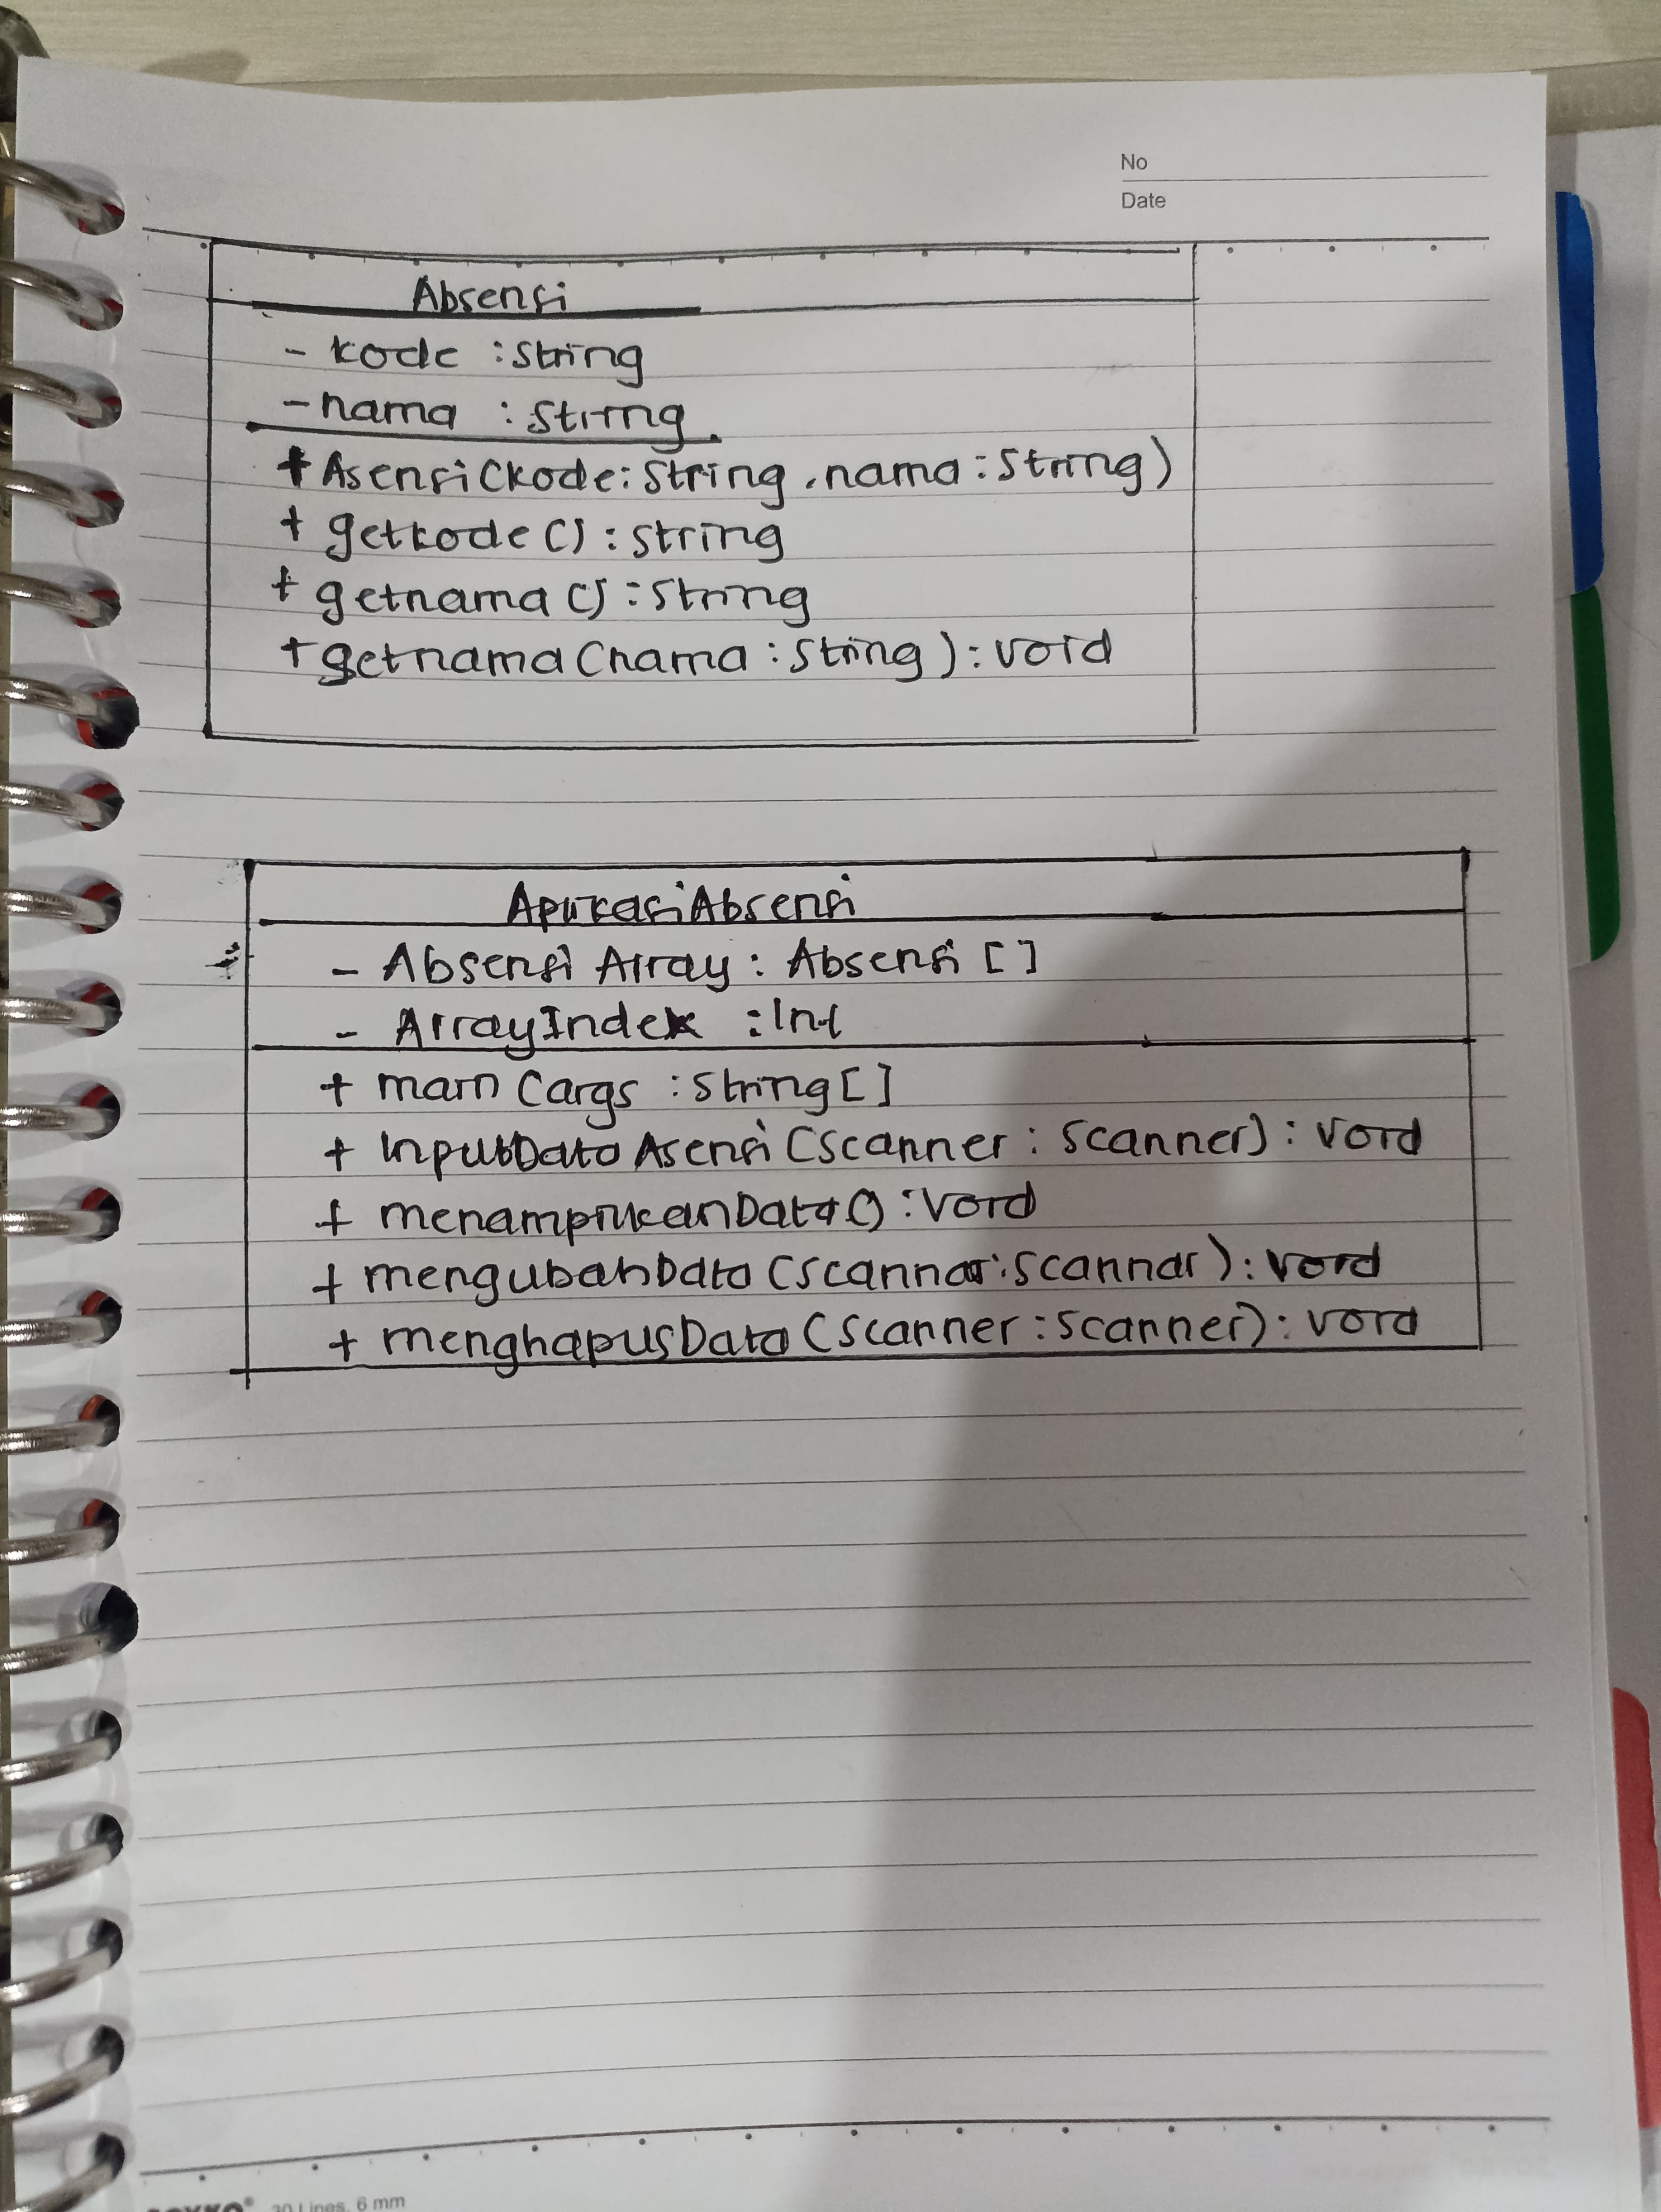 No
Date
Absensi
- kode : String
- nama : String
+ Asensi (kode : String, nama : String)
+ getkode () : String
+ getnama () : String
+ getnama (nama : String) : void
AplikasiAbsensi
- Absensi Array : Absensi []
- ArrayIndex : Int
+ main (args : String []
+ InputData Asensi (scanner : Scanner) : void
+ menampilkanData () : void
+ mengubahData (scannar : scannar) : void
+ menghapusData (scanner : scanner) : void
30 Lines, 6 mm